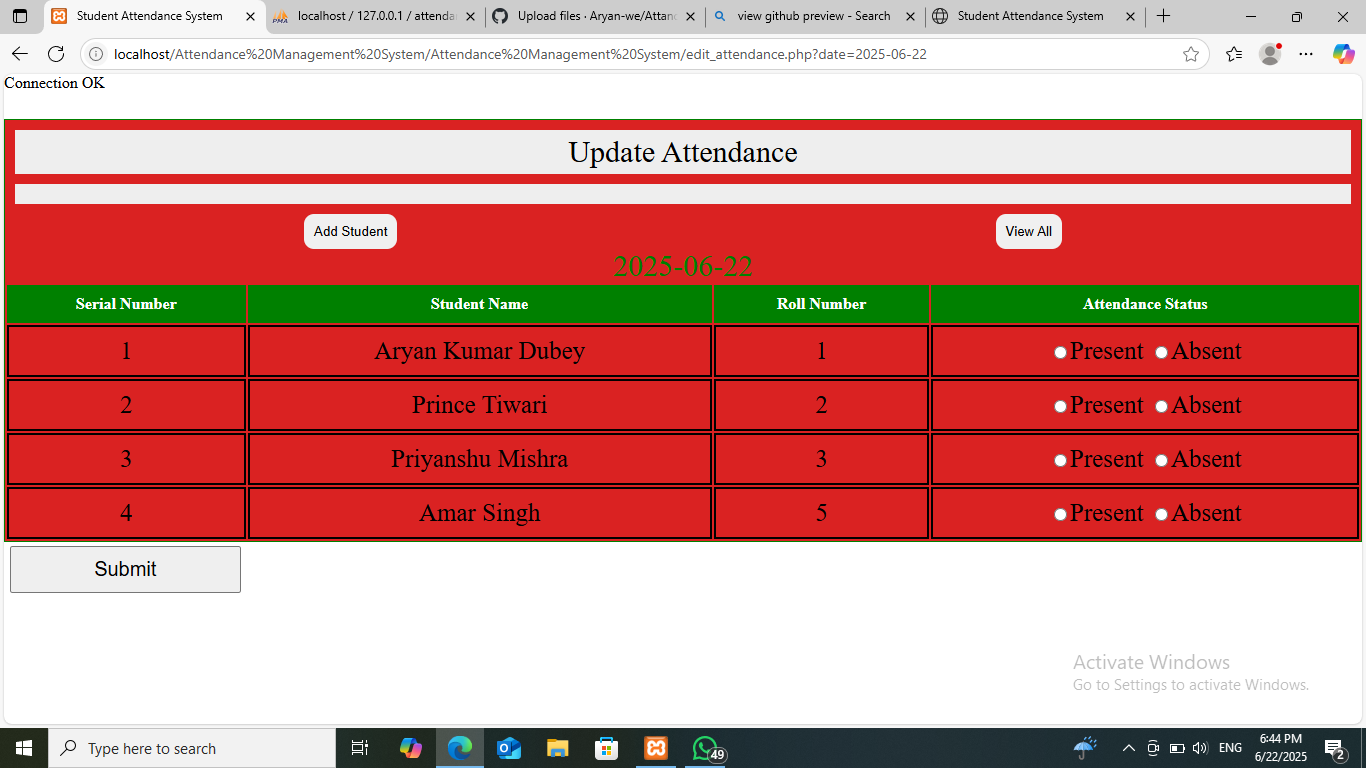 Student Attendance System
localhost / 127.0.0.1 / attenda
Upload files · Aryan-we/Attan
view github preview - Search
Student Attendance System
localhost/Attendance%20Management%20System/Attendance%20Management%20System/edit_attendance.php?date=2025-06-22
Connection OK
Update Attendance
Add Student View All
2025-06-22
Serial Number Student Name Roll Number Attendance Status
1 Aryan Kumar Dubey 1 Present Absent
2 Prince Tiwari 2 Present Absent
3 Priyanshu Mishra 3 Present Absent
4 Amar Singh 5 Present Absent
Submit
Activate Windows
Go to Settings to activate Windows.
Type here to search
49
ENG
6:44 PM
6/22/2025
2